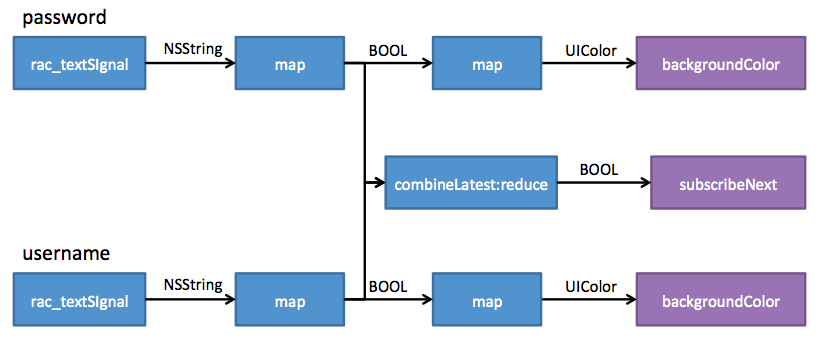 password
NSString
BOOL
UIColor
rac_textSIgnal
map
map
backgroundColor
combineLatest:reduce
BOOL
subscribeNext
username
NSString
BOOL
UIColor
rac_textSIgnal
map
map
backgroundColor